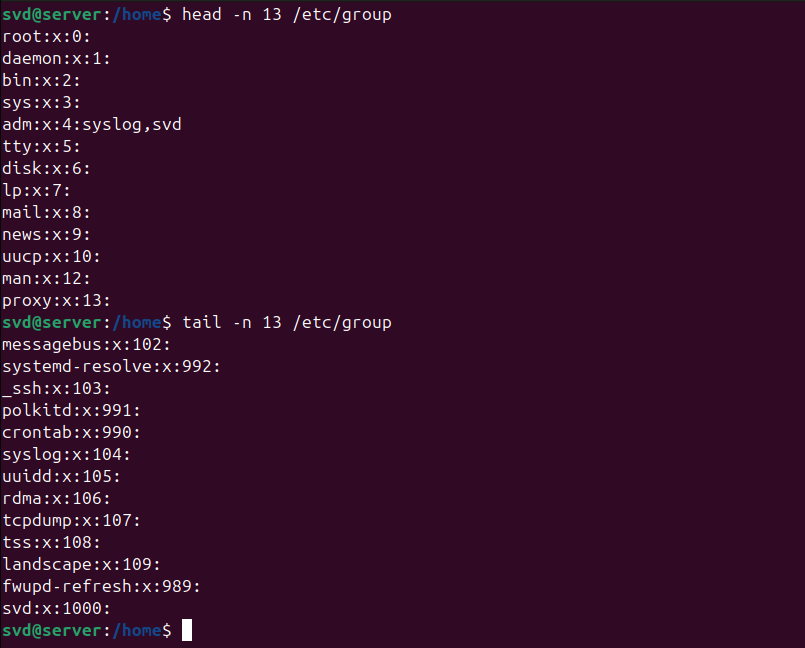 svd@server:/home$ head -n 13 /etc/group
root:x:0:
daemon:x:1:
bin:x:2:
sys:x:3:
adm:x:4:syslog,svd
tty:x:5:
disk:x:6:
lp:x:7:
mail:x:8:
news:x:9:
uucp:x:10:
man:x:12:
proxy:x:13:
svd@server:/home$ tail -n 13 /etc/group
messagebus:x:102:
systemd-resolve:x:992:
_ssh:x:103:
polkitd:x:991:
crontab:x:990:
syslog:x:104:
uuidd:x:105:
rdma:x:106:
tcpdump:x:107:
tss:x:108:
landscape:x:109:
fwupd-refresh:x:989:
svd:x:1000:
svd@server:/home$